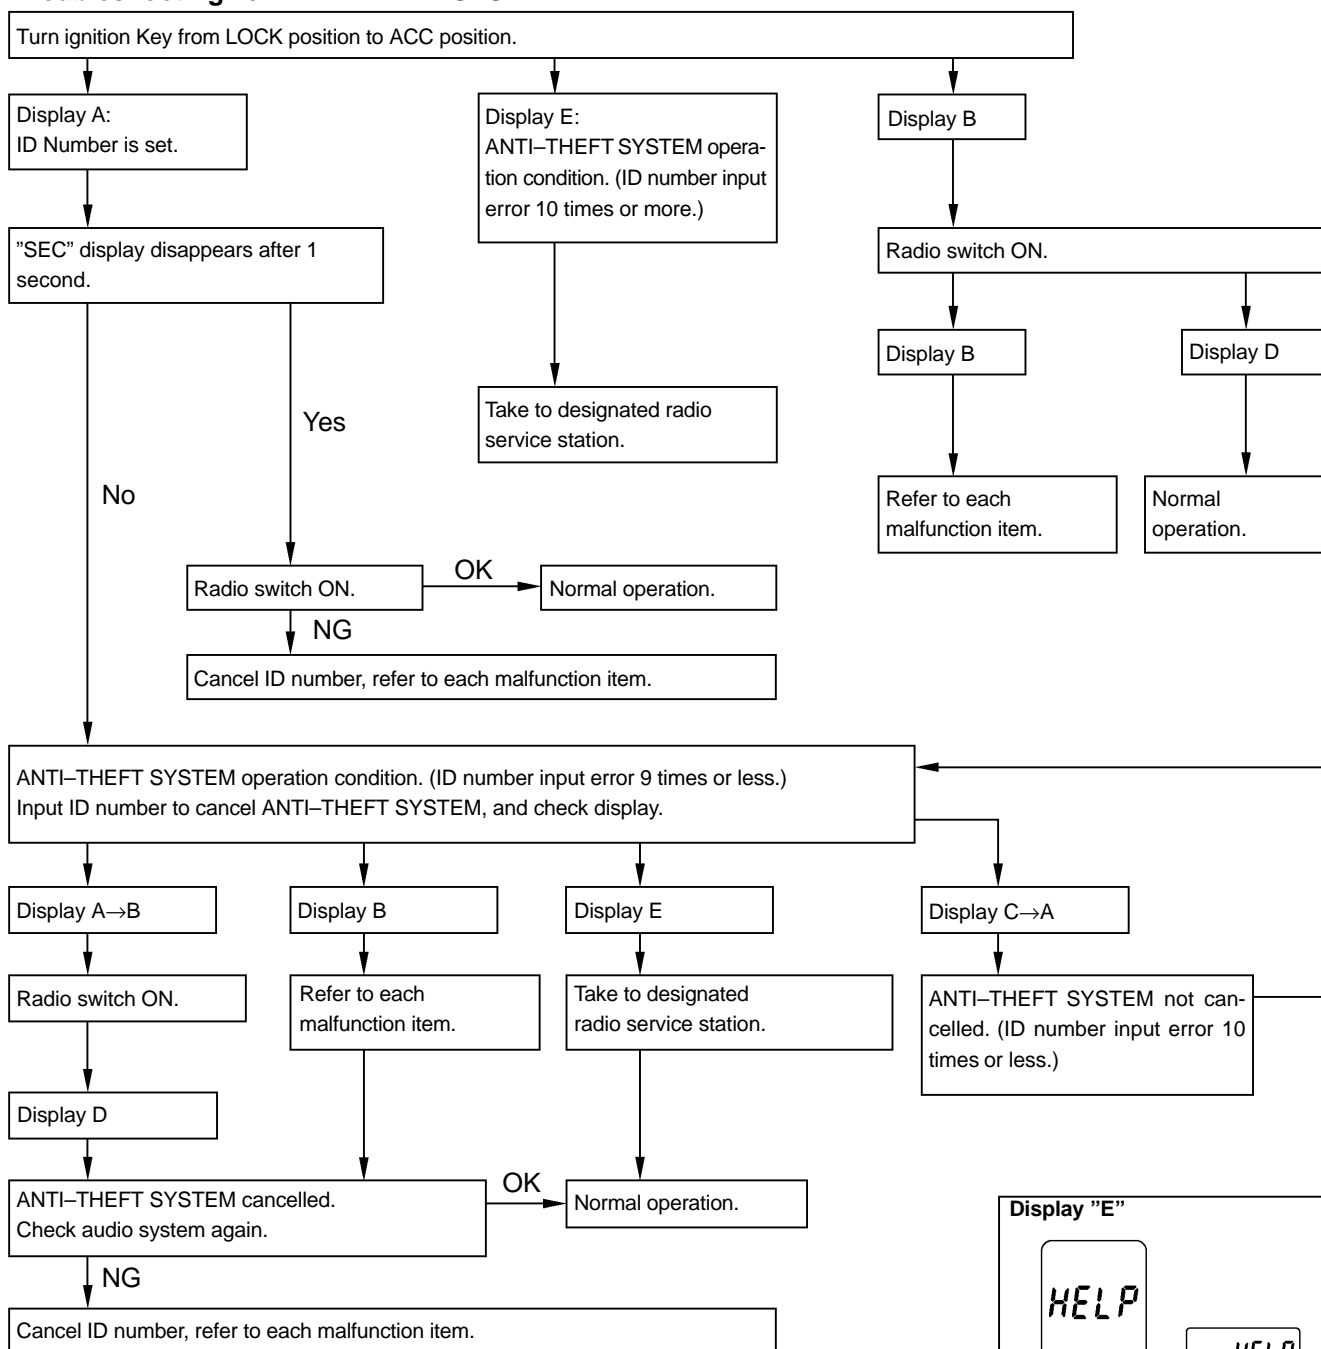 Turn ignition Key from LOCK position to ACC position.
Display A:
ID Number is set.
Display E:
ANTI–THEFT SYSTEM opera-
tion condition. (ID number input
error 10 times or more.)
Display B
"SEC" display disappears after 1
second.
Radio switch ON.
Display B
Display D
Yes
No
Take to designated radio
service station.
Refer to each
malfunction item.
Normal
operation.
Radio switch ON.
OK
Normal operation.
NG
Cancel ID number, refer to each malfunction item.
ANTI–THEFT SYSTEM operation condition. (ID number input error 9 times or less.)
Input ID number to cancel ANTI–THEFT SYSTEM, and check display.
Display A→B
Display B
Display E
Display C→A
Radio switch ON.
Refer to each
malfunction item.
Take to designated
radio service station.
ANTI–THEFT SYSTEM not can-
celled. (ID number input error 10
times or less.)
Display D
ANTI–THEFT SYSTEM cancelled.
Check audio system again.
OK
Normal operation.
NG
Cancel ID number, refer to each malfunction item.
Display ”E”
HELP
HELP